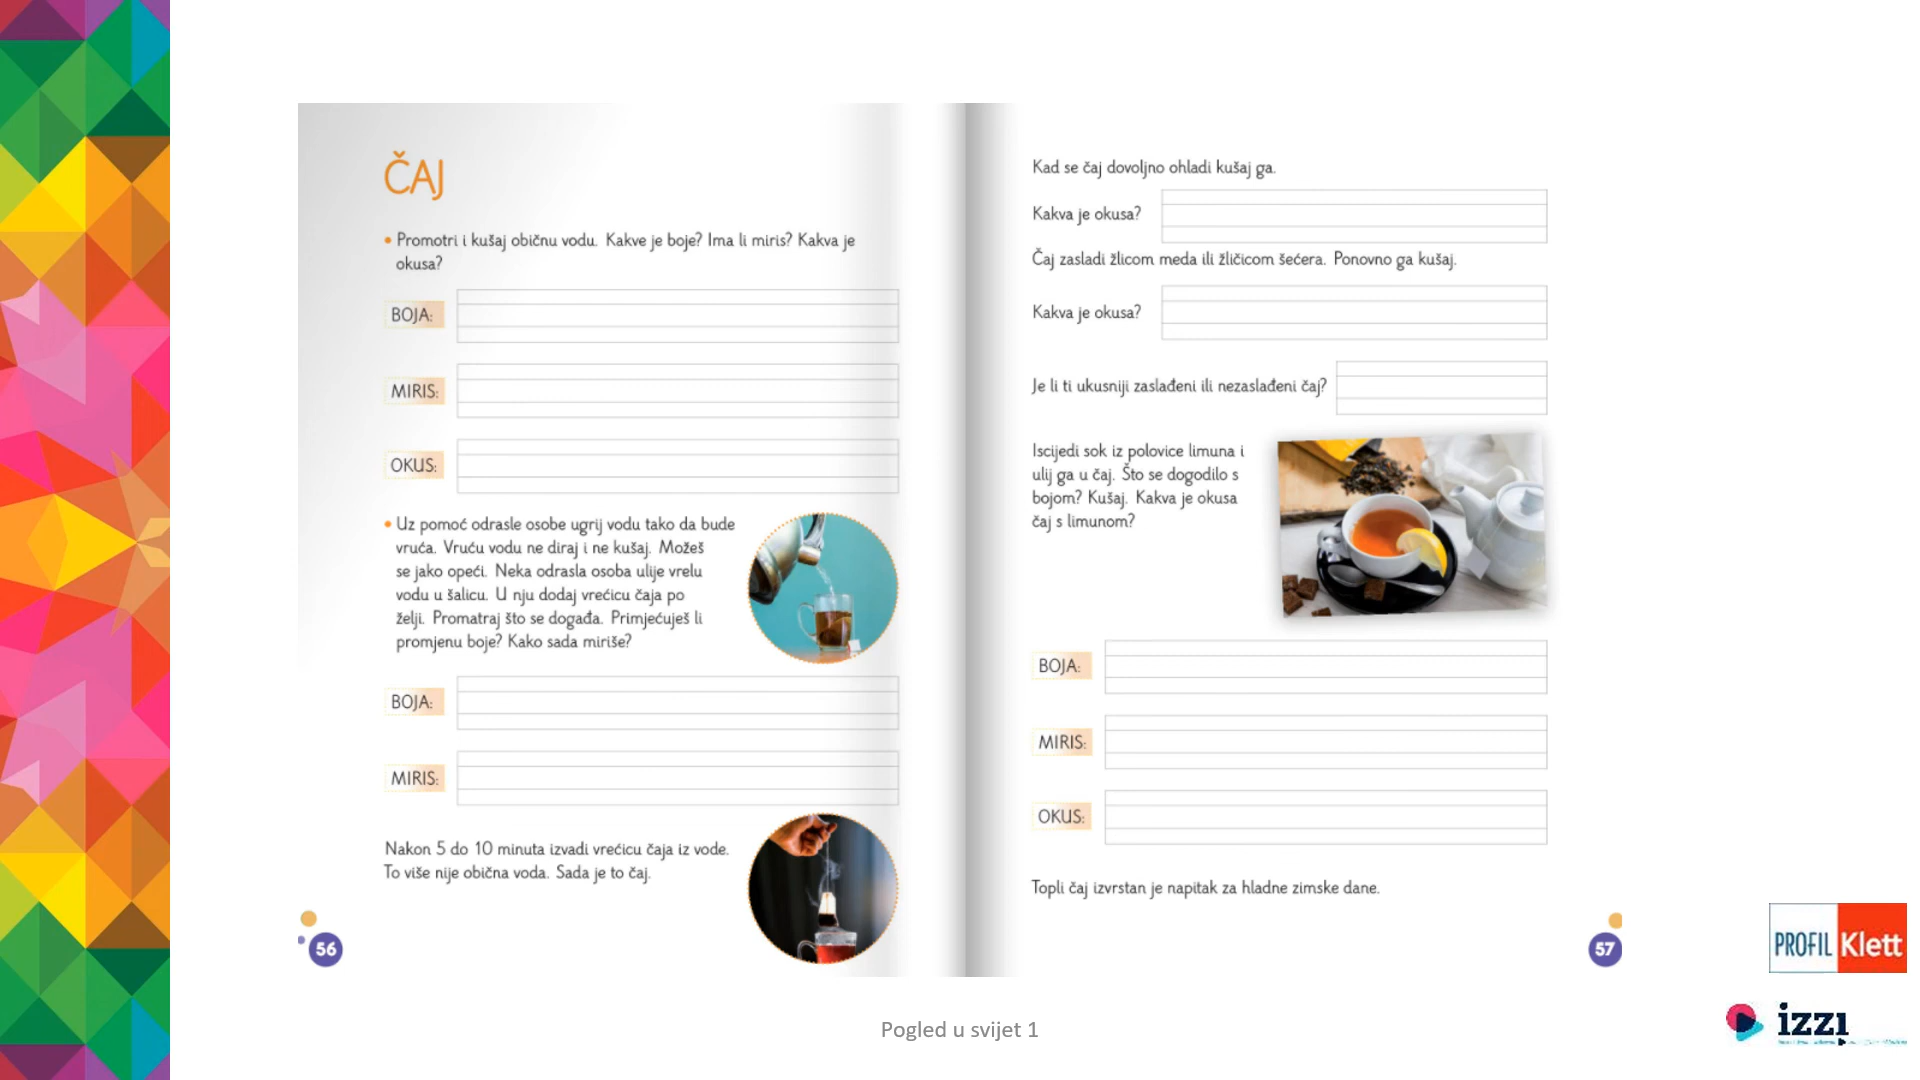 ČAJ
• Promotri i kušaj običnu vodu. Kakve je boje? Ima li miris? Kakva je
okusa?
BOJA:
MIRIS:
OKUS:
• Uz pomoć odrasle osobe ugrij vodu tako da bude
vruća. Vruću vodu ne diraj i ne kušaj. Možeš
se jako opeći. Neka odrasla osoba ulije vrelu
vodu u šalicu. U nju dodaj vrećicu čaja po
želji. Promatraj što se događa. Primjećuješ li
promjenu boje? Kako sada miriše?
BOJA:
MIRIS:
Nakon 5 do 10 minuta izvadi vrećicu čaja iz vode.
To više nije obična voda. Sada je to čaj.
56
Kad se čaj dovoljno ohladi kušaj ga.
Kakva je okusa?
Čaj zasladi žlicom meda ili žličicom šećera. Ponovno ga kušaj.
Kakva je okusa?
Je li ti ukusniji zaslađeni ili nezaslađeni čaj?
Iscijedi sok iz polovice limuna i
ulij ga u čaj. Što se dogodilo s
bojom? Kušaj. Kakva je okusa
čaj s limunom?
BOJA:
MIRIS:
OKUS:
Topli čaj izvrstan je napitak za hladne zimske dane.
57
PROFIL Klett
izzi
Pogled u svijet 1